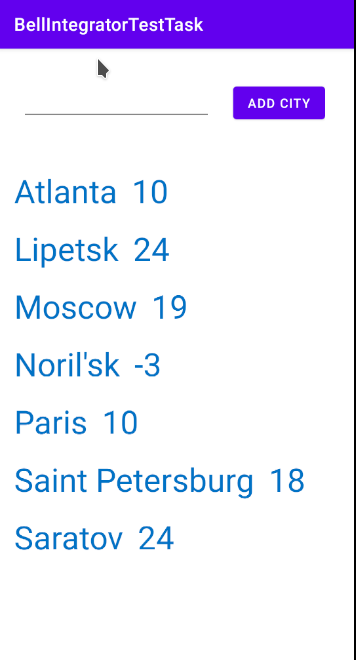 BellIntegratorTestTask
ADD CITY
Atlanta 10
Lipetsk 24
Moscow 19
Noril'sk -3
Paris 10
Saint Petersburg 18
Saratov 24